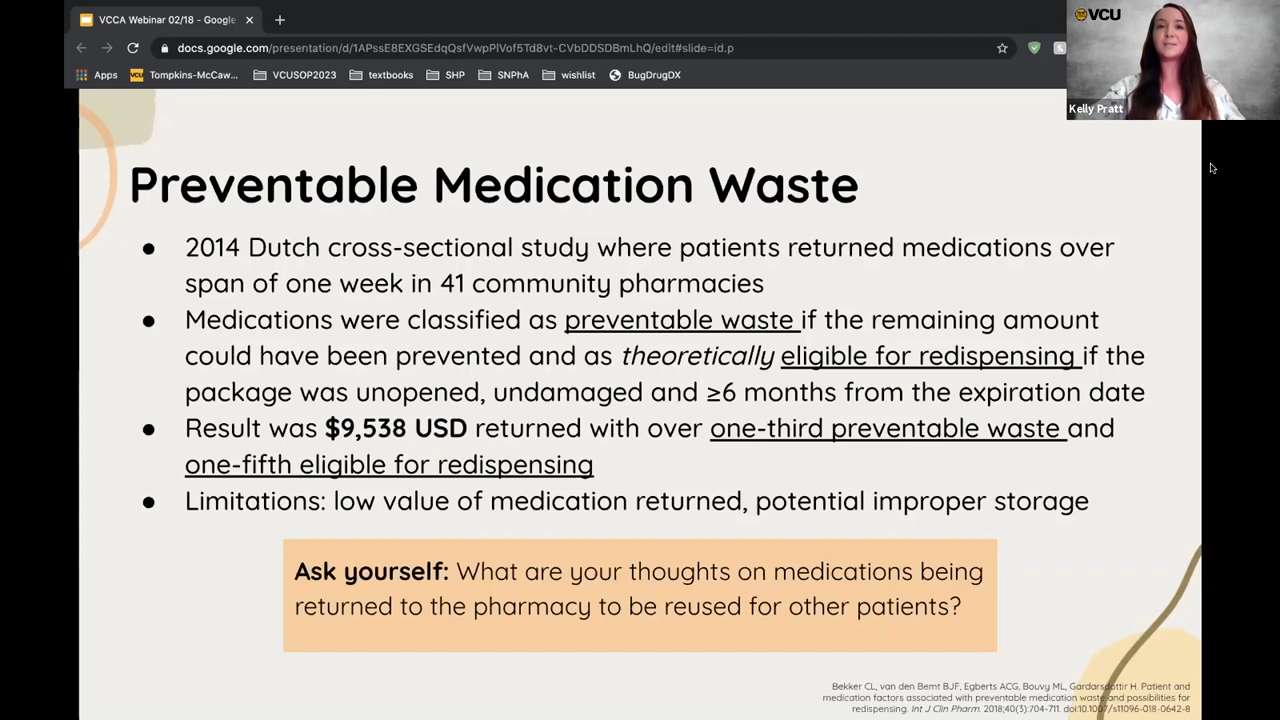 VCCA Webinar 02/18 - Google
docs.google.com/presentation/d/1APssE8EXGSEdqQsfVwpPlVof5Td8vt-CVbDDSDBmLhQ/edit#slide=id.p
Apps Tompkins-McCaw... VCUSOP2023 textbooks SHP SNPhA wishlist BugDrugDX
VCU
Kelly Pratt
Preventable Medication Waste
● 2014 Dutch cross-sectional study where patients returned medications over
span of one week in 41 community pharmacies
● Medications were classified as preventable waste if the remaining amount
could have been prevented and as theoretically eligible for redispensing if the
package was unopened, undamaged and ≥6 months from the expiration date
● Result was $9,538 USD returned with over one-third preventable waste and
one-fifth eligible for redispensing
● Limitations: low value of medication returned, potential improper storage
Ask yourself: What are your thoughts on medications being
returned to the pharmacy to be reused for other patients?
Bekker CL, van den Bemt BJF, Egberts ACG, Bouvy ML, Gardarsdottir H. Patient and
medication factors associated with preventable medication waste and possibilities for
redispensing. Int J Clin Pharm. 2018;40(3):704-711. doi:10.1007/s11096-018-0642-8